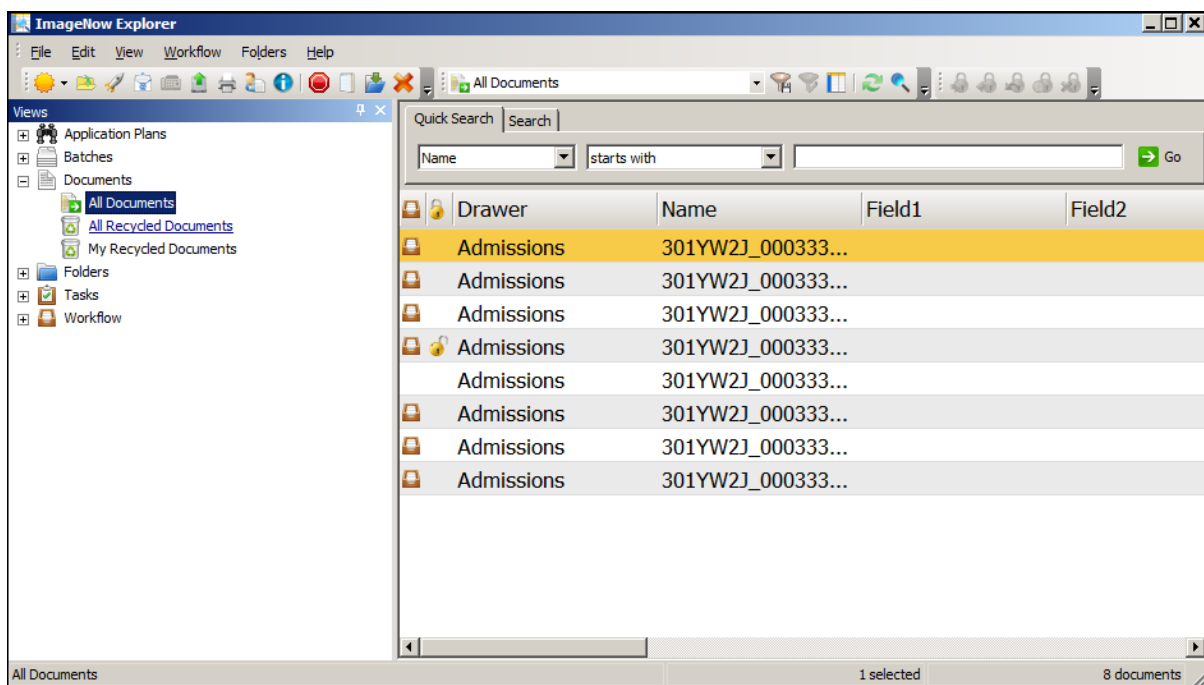 ImageNow Explorer
File Edit View Workflow Folders Help
All Documents
Views
Application Plans
Batches
Documents
All Documents
All Recycled Documents
My Recycled Documents
Folders
Tasks
Workflow
Quick Search Search
Name starts with Go
Drawer Name Field1 Field2
Admissions 301YW2J_000333...
Admissions 301YW2J_000333...
Admissions 301YW2J_000333...
Admissions 301YW2J_000333...
Admissions 301YW2J_000333...
Admissions 301YW2J_000333...
Admissions 301YW2J_000333...
Admissions 301YW2J_000333...
All Documents 1 selected 8 documents